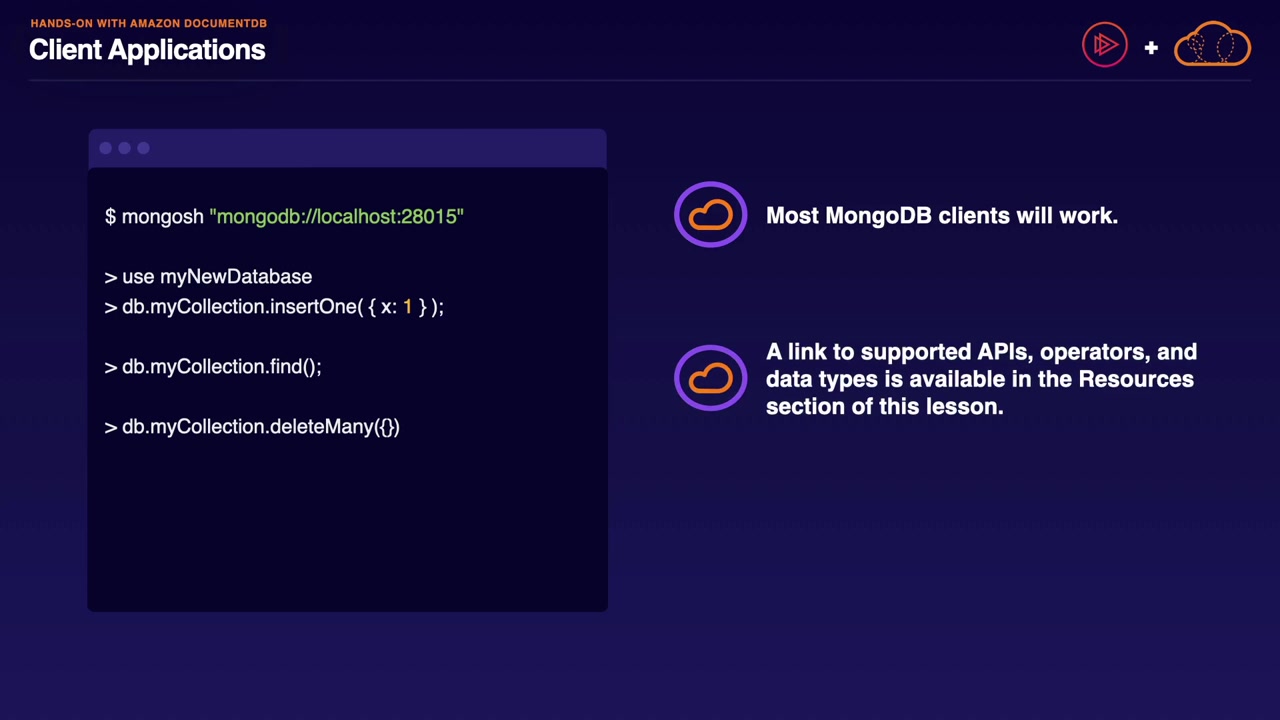 HANDS-ON WITH AMAZON DOCUMENTDB
Client Applications
+
$ mongosh "mongodb://localhost:28015"
> use myNewDatabase
> db.myCollection.insertOne( { x: 1 } );
> db.myCollection.find();
> db.myCollection.deleteMany({})
Most MongoDB clients will work.
A link to supported APIs, operators, and
data types is available in the Resources
section of this lesson.